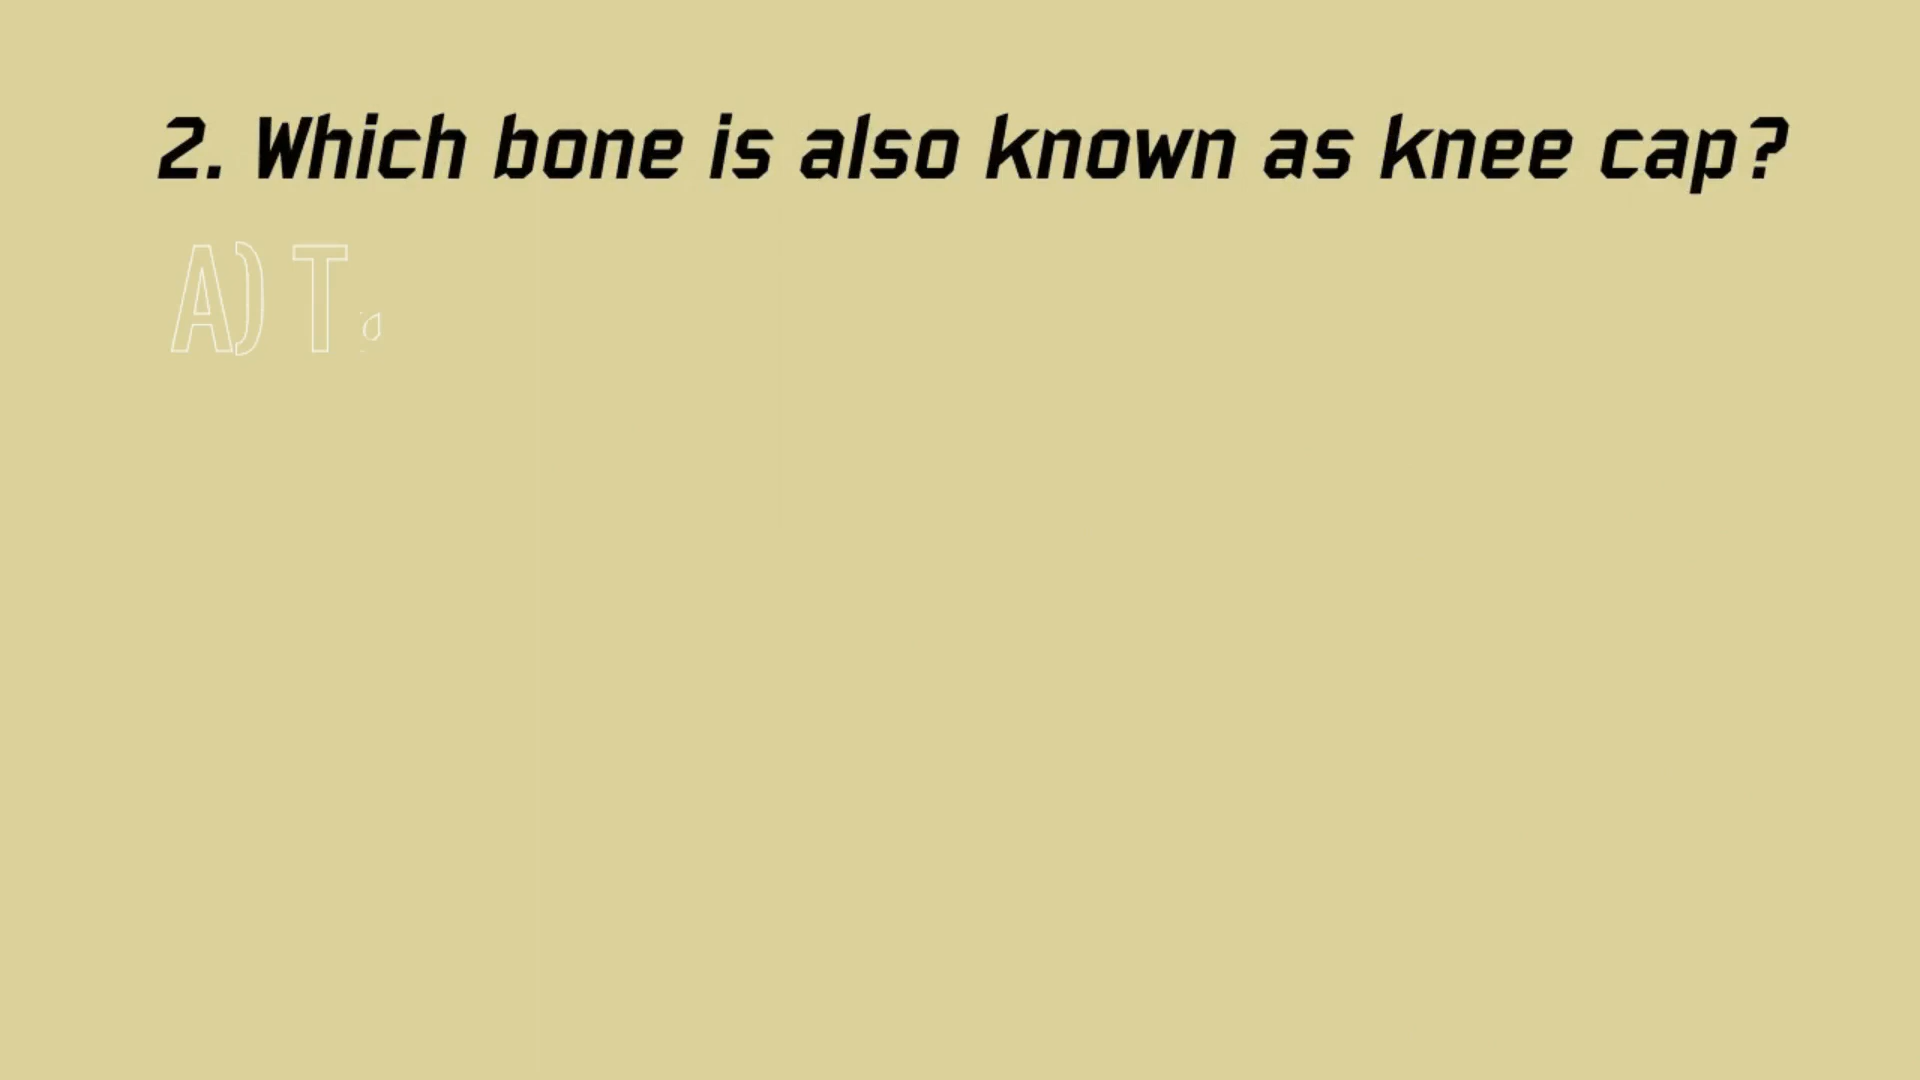 2. Which bone is also known as knee cap?
A)